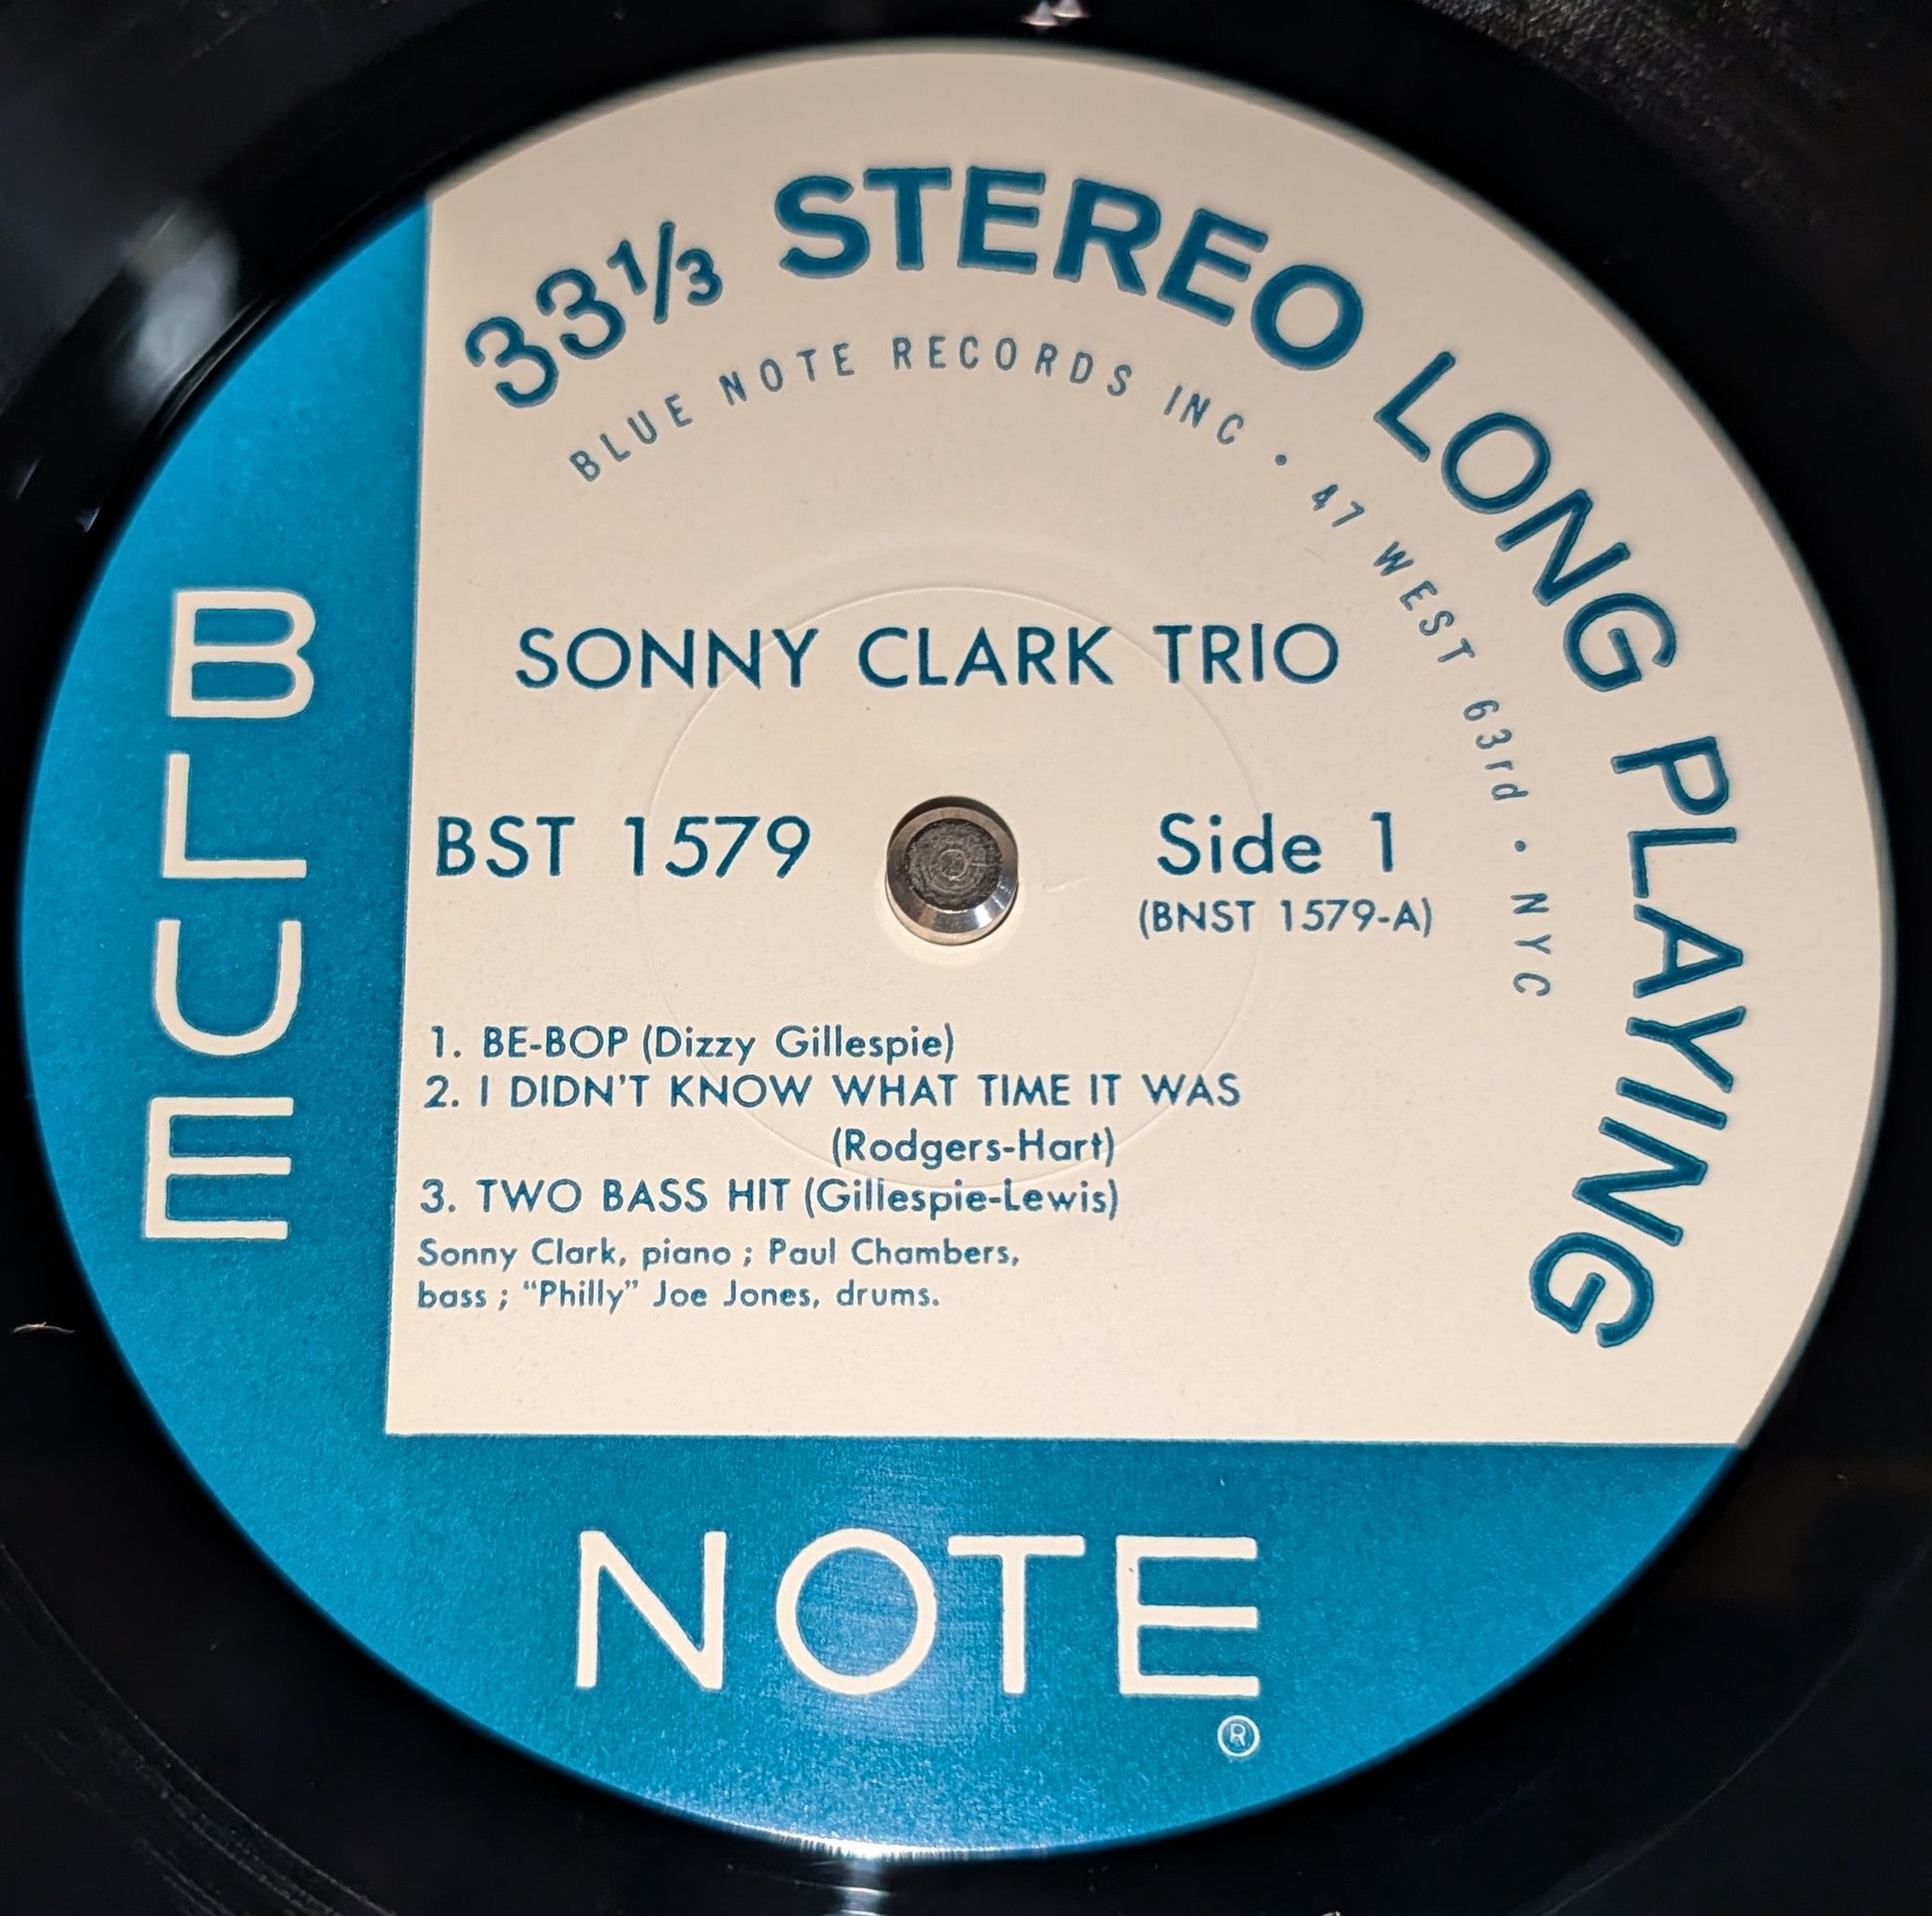 33⅓ STEREO LONG PLAYING
BLUE NOTE RECORDS INC • 47 WEST 63rd • NYC
SONNY CLARK TRIO
BST 1579
Side 1
(BNST 1579-A)
1. BE-BOP (Dizzy Gillespie)
2. I DIDN'T KNOW WHAT TIME IT WAS
(Rodgers-Hart)
3. TWO BASS HIT (Gillespie-Lewis)
Sonny Clark, piano ; Paul Chambers,
bass ; “Philly” Joe Jones, drums.
BLUE
NOTE
®